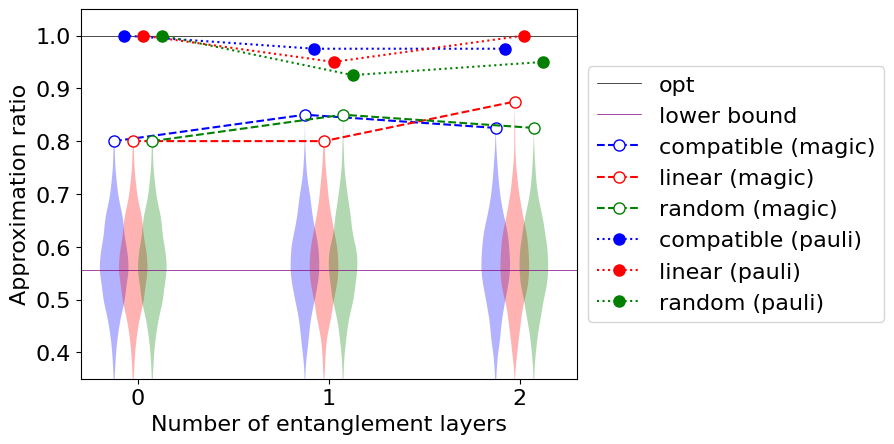 1.0
0.9
0.8
0.7
0.6
0.5
0.4
Approximation ratio
0 1 2
Number of entanglement layers
opt
lower bound
compatible (magic)
linear (magic)
random (magic)
compatible (pauli)
linear (pauli)
random (pauli)